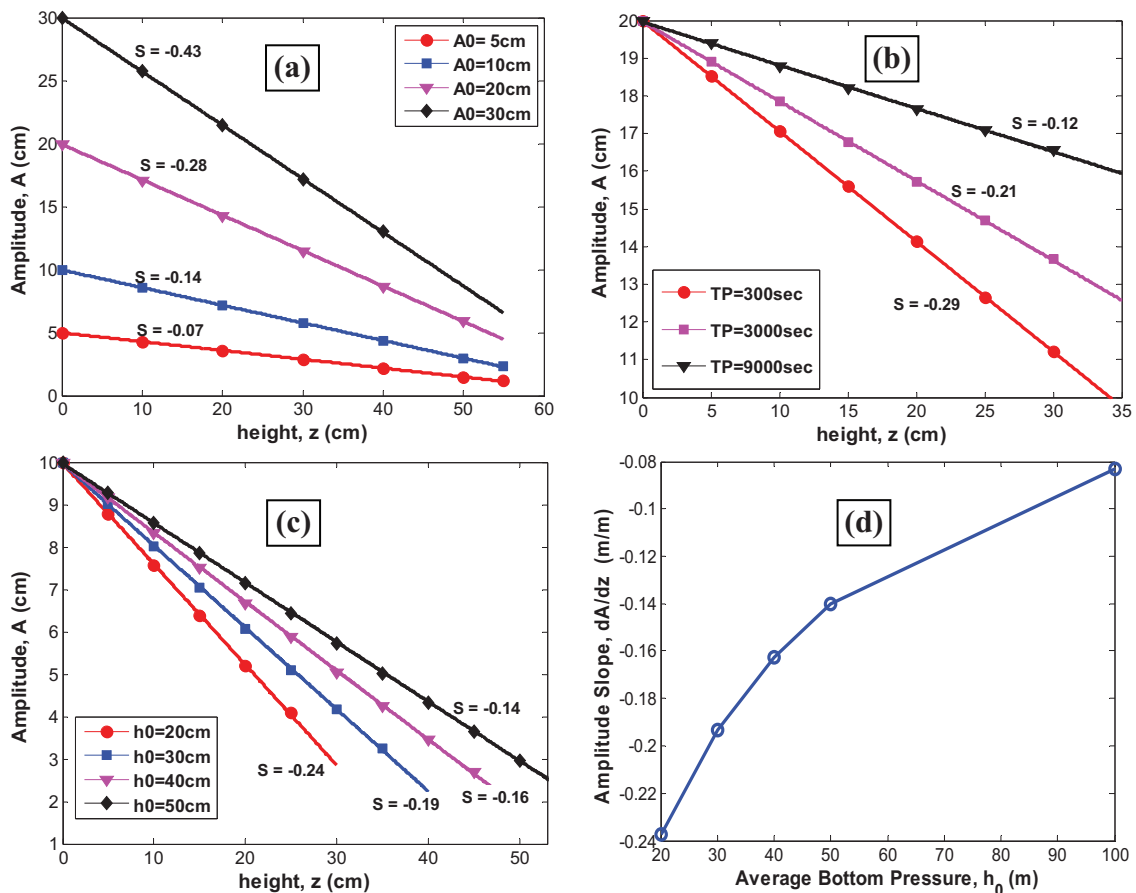 (a)
Amplitude, A (cm)
30
25
20
15
10
5
0
S = -0.43
S = -0.28
S = -0.14
S = -0.07
A0= 5cm
A0=10cm
A0=20cm
A0=30cm
0 10 20 30 40 50 60
height, z (cm)
(b)
Amplitude, A (cm)
20
19
18
17
16
15
14
13
12
11
10
S = -0.12
S = -0.21
S = -0.29
TP=300sec
TP=3000sec
TP=9000sec
0 5 10 15 20 25 30 35
height, z (cm)
(c)
Amplitude, A (cm)
10
9
8
7
6
5
4
3
2
1
S = -0.14
S = -0.24
S = -0.16
S = -0.19
h0=20cm
h0=30cm
h0=40cm
h0=50cm
0 10 20 30 40 50
height, z (cm)
(d)
Amplitude Slope, dA/dz (m/m)
-0.08
-0.1
-0.12
-0.14
-0.16
-0.18
-0.2
-0.22
-0.24
20 30 40 50 60 70 80 90 100
Average Bottom Pressure, h0 (m)